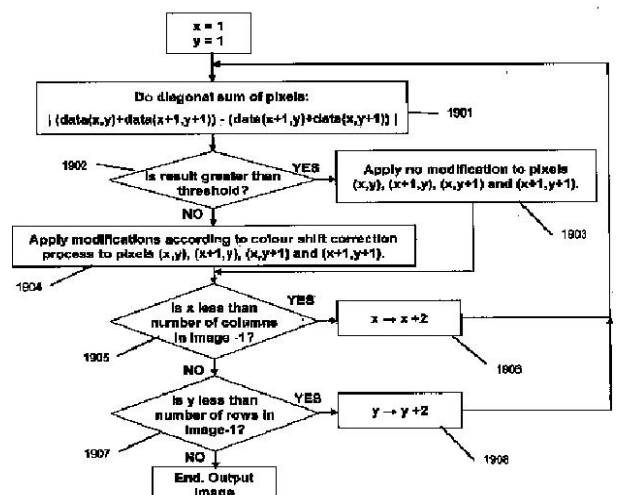 x = 1
y = 1
Do diagonal sum of pixels:
| (data(x,y)+data(x+1,y+1)) - (data(x+1,y)+data(x,y+1)) |
1901
1902
Is result greater than
threshold?
YES
NO
Apply no modification to pixels
(x,y), (x+1,y), (x,y+1) and (x+1,y+1).
1903
Apply modifications according to colour shift correction
process to pixels (x,y), (x+1,y), (x,y+1) and (x+1,y+1).
1904
Is x less than
number of columns
in Image -1?
YES
x → x +2
1905
1906
NO
Is y less than
number of rows in
Image-1?
YES
y → y +2
1907
1908
NO
End. Output
Image